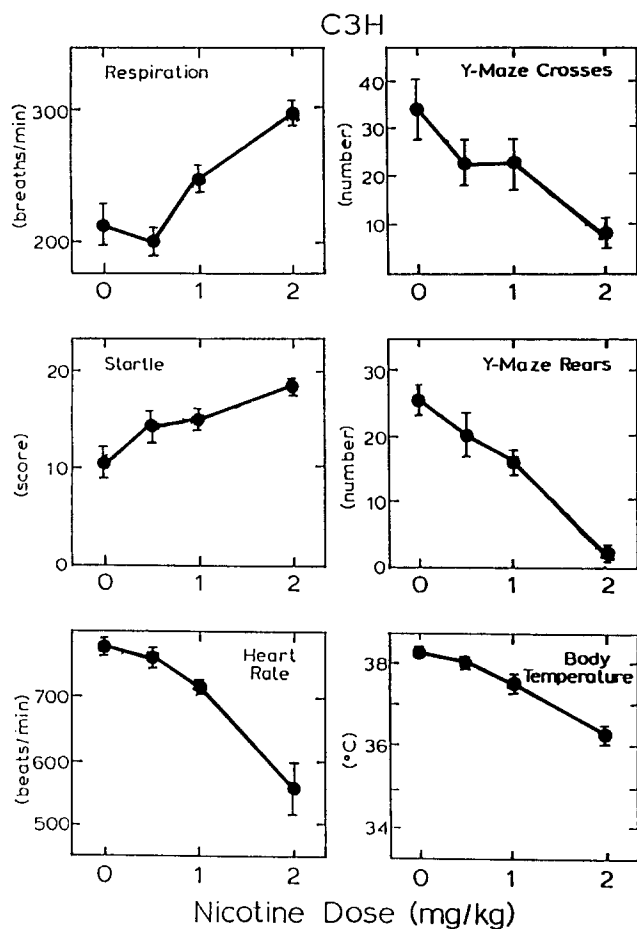 C3H
Respiration
(breaths/min)
300
200
0 1 2
Y-Maze Crosses
(number)
40
30
20
10
0 1 2
Startle
(score)
20
10
0
0 1 2
Y-Maze Rears
(number)
30
20
10
0
0 1 2
Heart
Rate
(beats/min)
700
600
500
0 1 2
Body
Temperature
(°C)
38
36
34
0 1 2
Nicotine Dose (mg/kg)